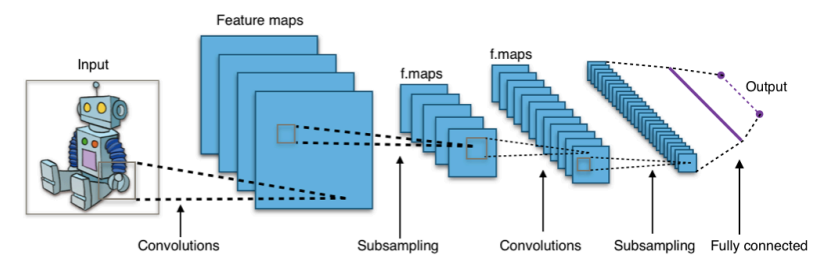 Feature maps
Input
f.maps
f.maps
Output
Convolutions
Subsampling
Convolutions
Subsampling
Fully connected